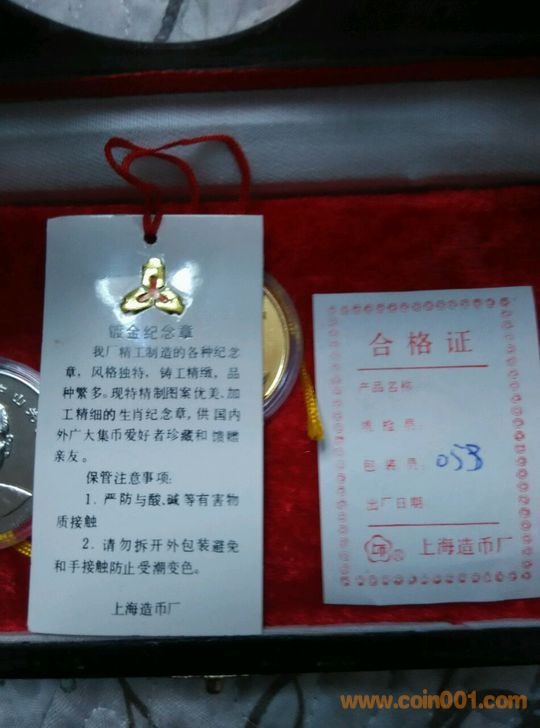 镀金纪念章
我厂精工制造的各种纪念
章，风格独特，铸工精细，品
种繁多。现特精制图案优美、加
工精细的生肖纪念章，供国内
外广大集币爱好者珍藏和馈赠
亲友。
保管注意事项:
1. 严防与酸、碱等有害物
质接触
2. 请勿拆开外包装避免
和手接触防止受潮变色。
上海造币厂
合格证
产品名称:
质检员:
包装员: 053
出厂日期
上海造币厂
www.coin001.com